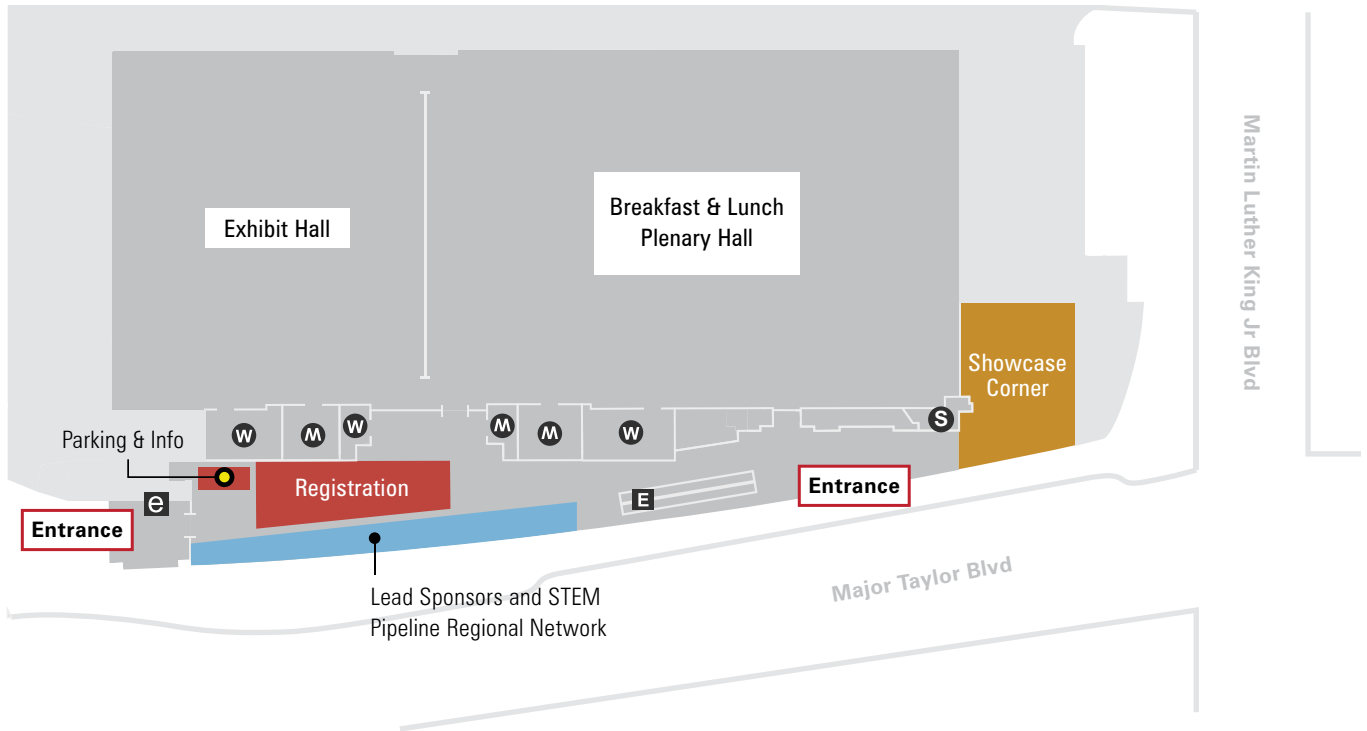 Martin Luther King Jr Blvd
Exhibit Hall
Breakfast & Lunch
Plenary Hall
Showcase
Corner
W
M
W
M
M
W
S
Parking & Info
Registration
e
E
Entrance
Entrance
Lead Sponsors and STEM
Pipeline Regional Network
Major Taylor Blvd